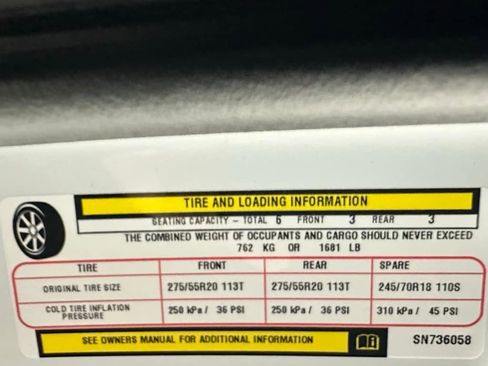 TIRE AND LOADING INFORMATION
SEATING CAPACITY – TOTAL 6 FRONT 3 REAR 3
THE COMBINED WEIGHT OF OCCUPANTS AND CARGO SHOULD NEVER EXCEED
762 KG OR 1681 LB
TIRE FRONT REAR SPARE
ORIGINAL TIRE SIZE 275/55R20 113T 275/55R20 113T 245/70R18 110S
COLD TIRE INFLATION PRESSURE 250 kPa / 36 PSI 250 kPa / 36 PSI 310 kPa / 45 PSI
SEE OWNERS MANUAL FOR ADDITIONAL INFORMATION SN736058